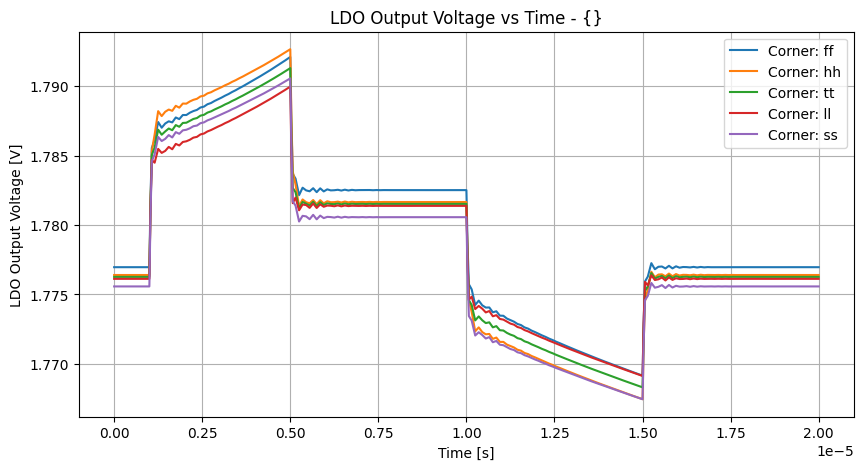 LDO Output Voltage vs Time - {}
Corner: ff
Corner: hh
Corner: tt
Corner: ll
Corner: ss
LDO Output Voltage [V]
1.790
1.785
1.780
1.775
1.770
0.00 0.25 0.50 0.75 1.00 1.25 1.50 1.75 2.00
1e−5
Time [s]